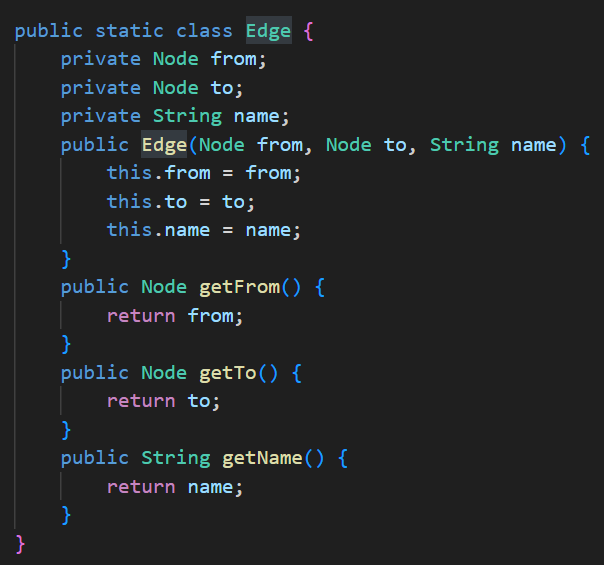 public static class Edge {
    private Node from;
    private Node to;
    private String name;
    public Edge(Node from, Node to, String name) {
        this.from = from;
        this.to = to;
        this.name = name;
    }
    public Node getFrom() {
        return from;
    }
    public Node getTo() {
        return to;
    }
    public String getName() {
        return name;
    }
}